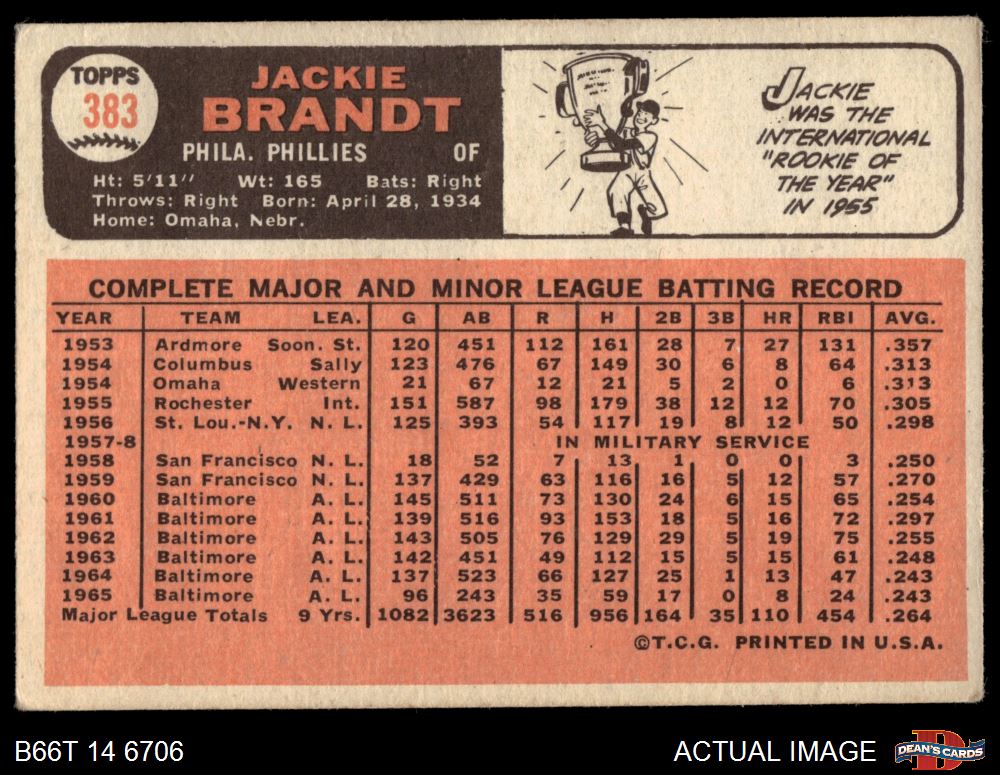 TOPPS
383
JACKIE
BRANDT
PHILA. PHILLIES OF
Ht: 5'11" Wt: 165 Bats: Right
Throws: Right Born: April 28, 1934
Home: Omaha, Nebr.
JACKIE
WAS THE
INTERNATIONAL
"ROOKIE OF
THE YEAR"
IN 1955
COMPLETE MAJOR AND MINOR LEAGUE BATTING RECORD
YEAR TEAM LEA. G AB R H 2B 3B HR RBI AVG.
1953 Ardmore Soon. St. 120 451 112 161 28 7 27 131 .357
1954 Columbus Sally 123 476 67 149 30 6 8 64 .313
1954 Omaha Western 21 67 12 21 5 2 0 6 .313
1955 Rochester Int. 151 587 98 179 38 12 12 70 .305
1956 St. Lou.-N.Y. N. L. 125 393 54 117 19 8 12 50 .298
1957-8 IN MILITARY SERVICE
1958 San Francisco N. L. 18 52 7 13 1 0 0 3 .250
1959 San Francisco N. L. 137 429 63 116 16 5 12 57 .270
1960 Baltimore A. L. 145 511 73 130 24 6 15 65 .254
1961 Baltimore A. L. 139 516 93 153 18 5 16 72 .297
1962 Baltimore A. L. 143 505 76 129 29 5 19 75 .255
1963 Baltimore A. L. 142 451 49 112 15 5 15 61 .248
1964 Baltimore A. L. 137 523 66 127 25 1 13 47 .243
1965 Baltimore A. L. 96 243 35 59 17 0 8 24 .243
Major League Totals 9 Yrs. 1082 3623 516 956 164 35 110 454 .264
©T.C.G. PRINTED IN U.S.A.
B66T 14 6706
ACTUAL IMAGE
DEAN'S CARDS